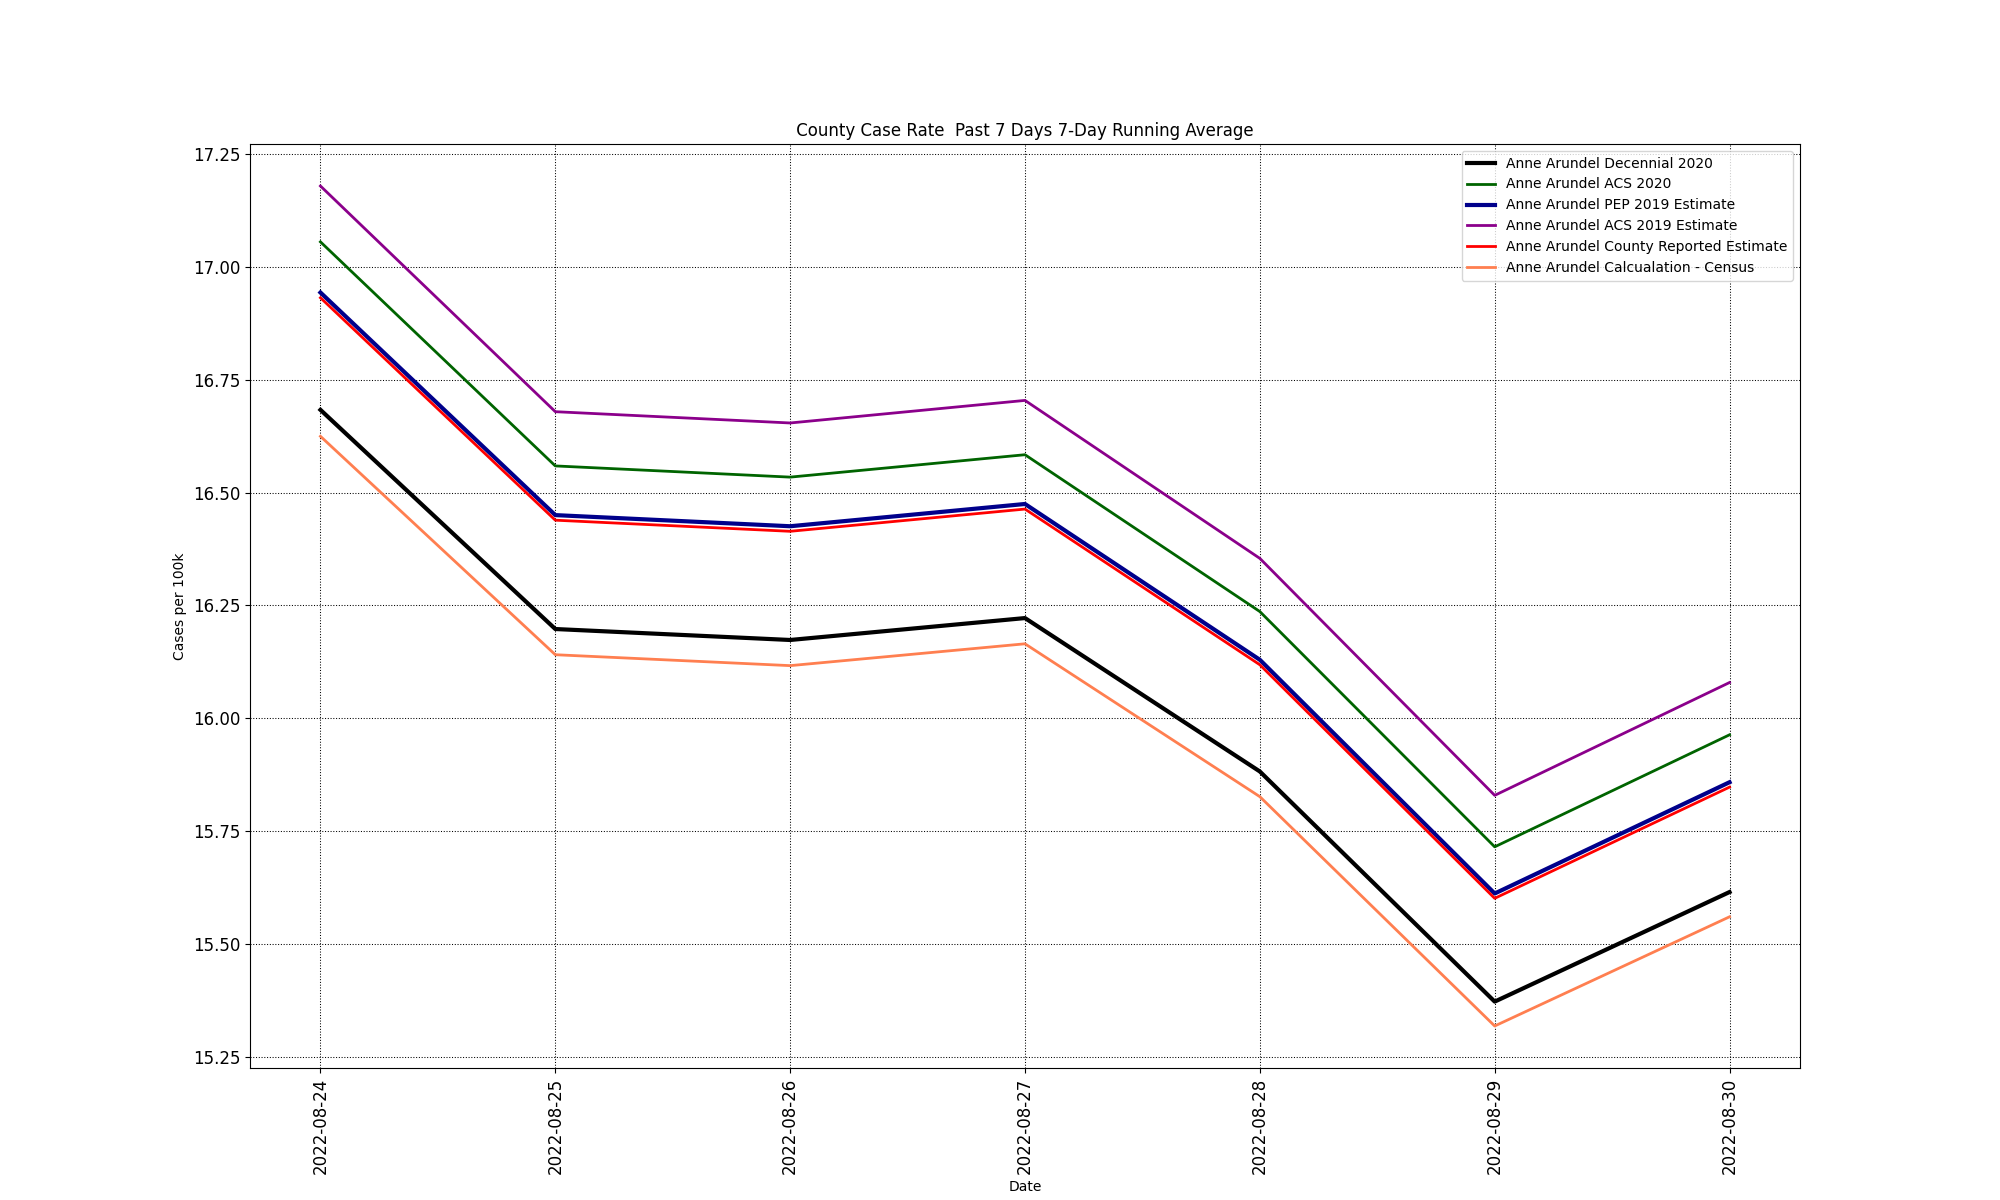 County Case Rate  Past 7 Days 7-Day Running Average
Anne Arundel Decennial 2020
Anne Arundel ACS 2020
Anne Arundel PEP 2019 Estimate
Anne Arundel ACS 2019 Estimate
Anne Arundel County Reported Estimate
Anne Arundel Calcualation - Census
17.25
17.00
16.75
16.50
16.25
16.00
15.75
15.50
15.25
Cases per 100k
2022-08-24
2022-08-25
2022-08-26
2022-08-27
2022-08-28
2022-08-29
2022-08-30
Date